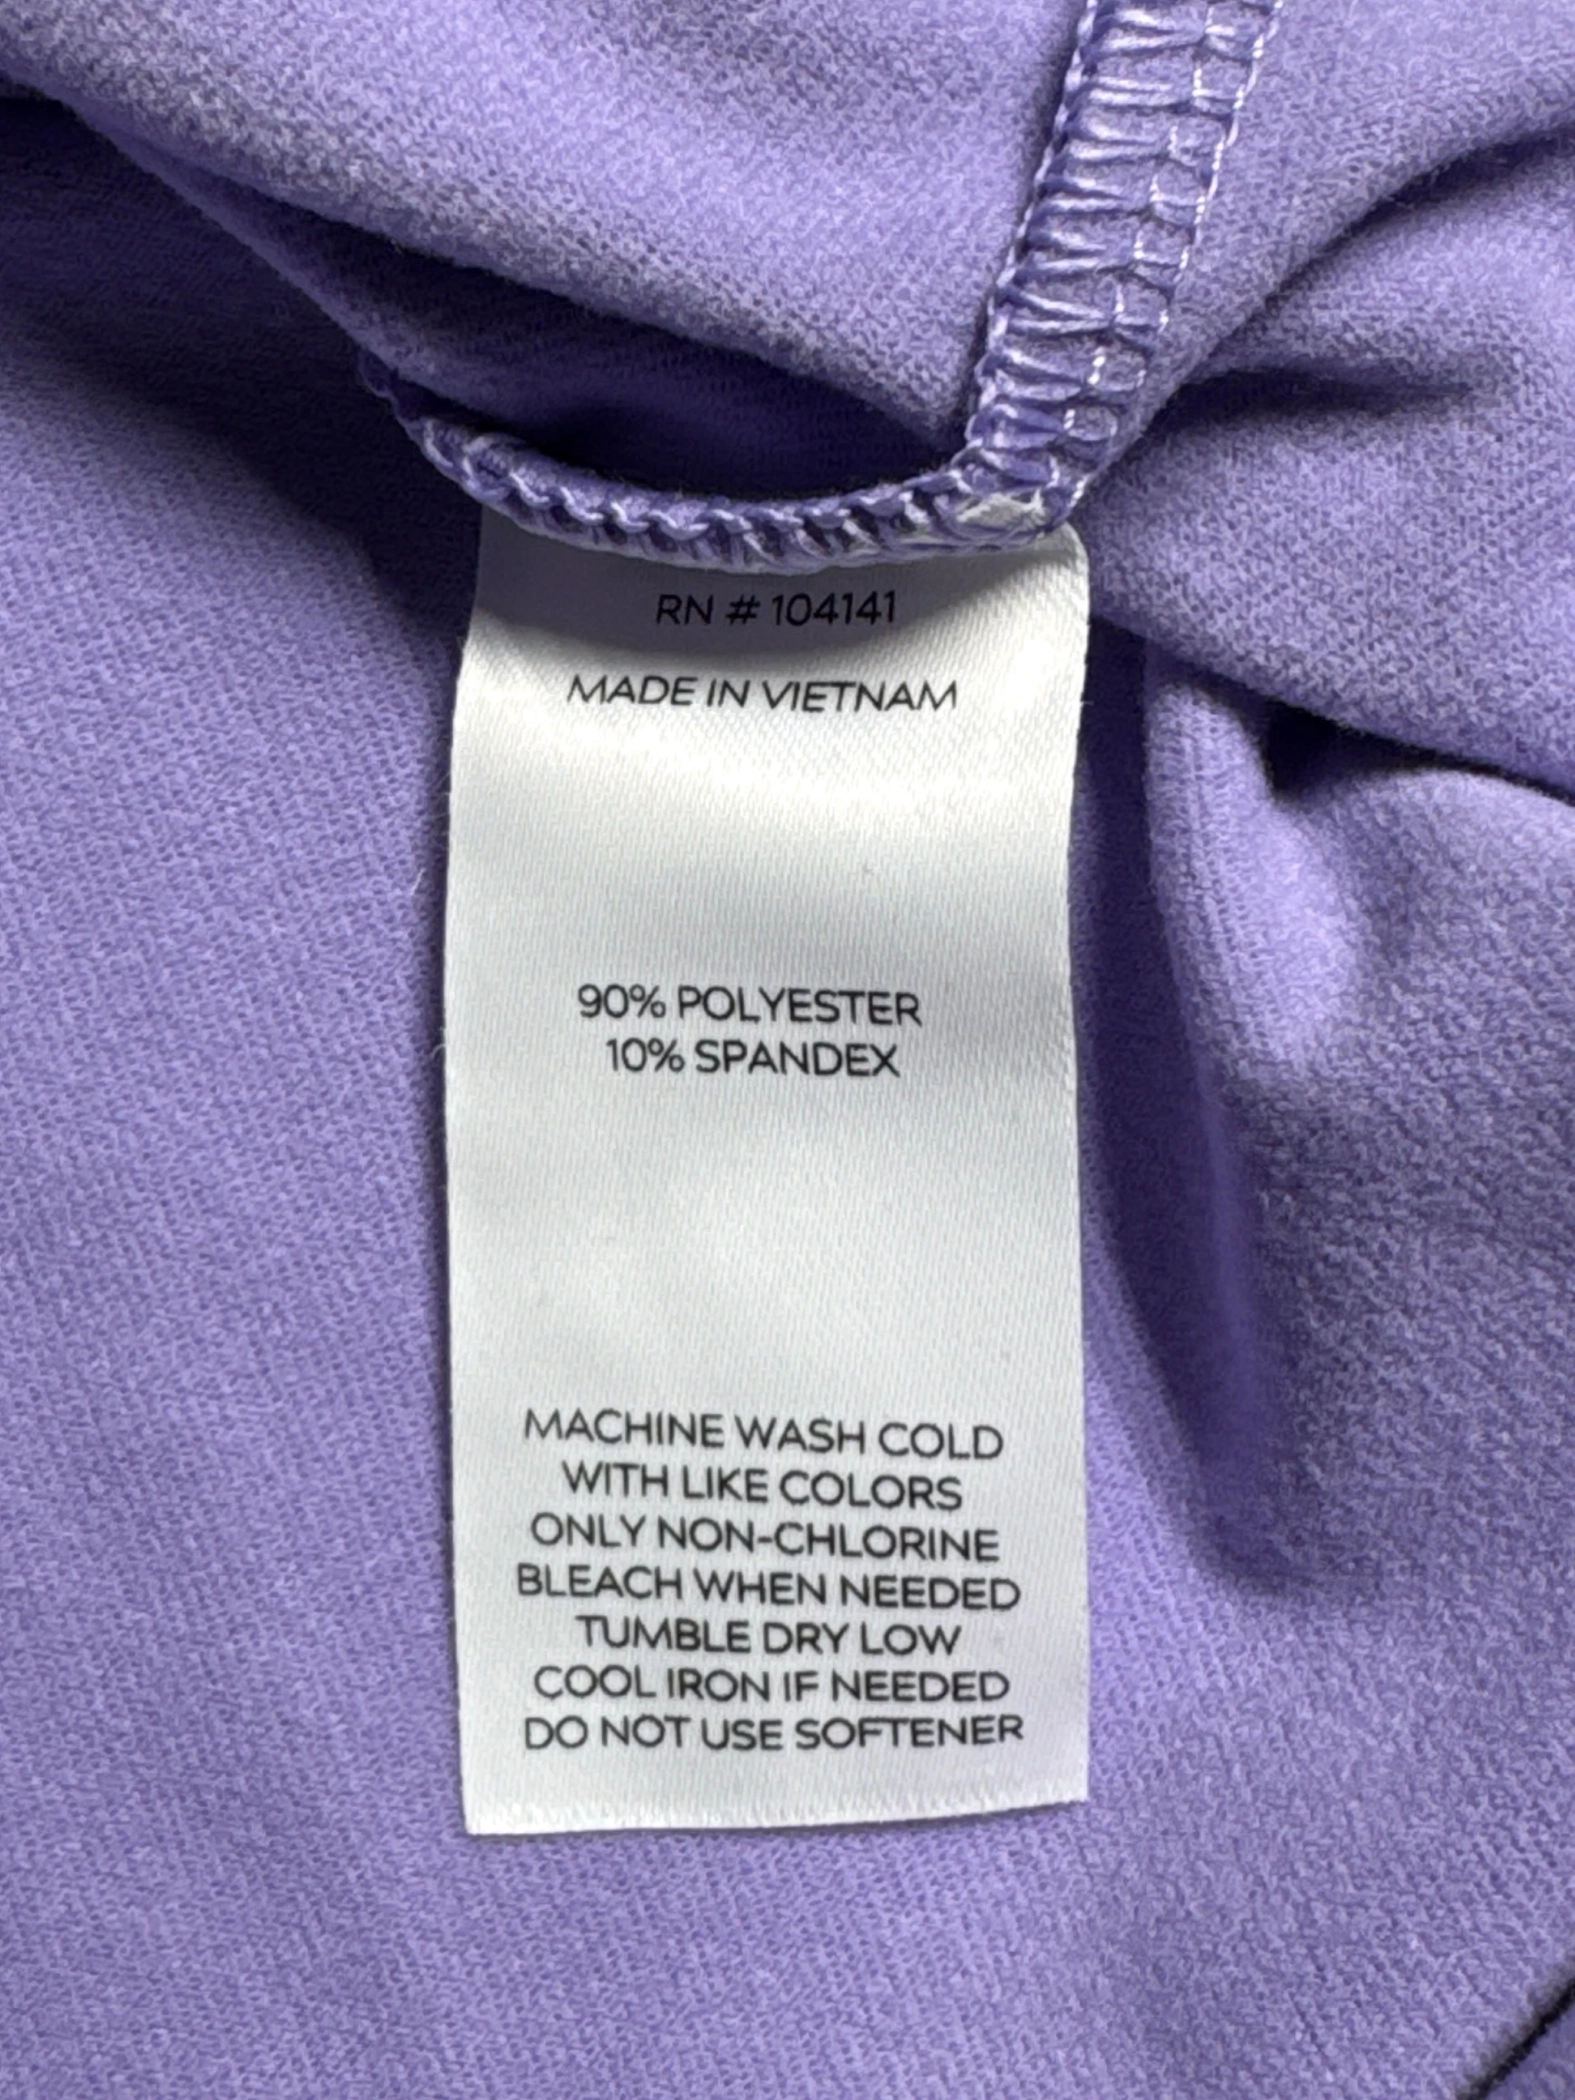 RN # 104141
MADE IN VIETNAM
90% POLYESTER
10% SPANDEX
MACHINE WASH COLD
WITH LIKE COLORS
ONLY NON-CHLORINE
BLEACH WHEN NEEDED
TUMBLE DRY LOW
COOL IRON IF NEEDED
DO NOT USE SOFTENER